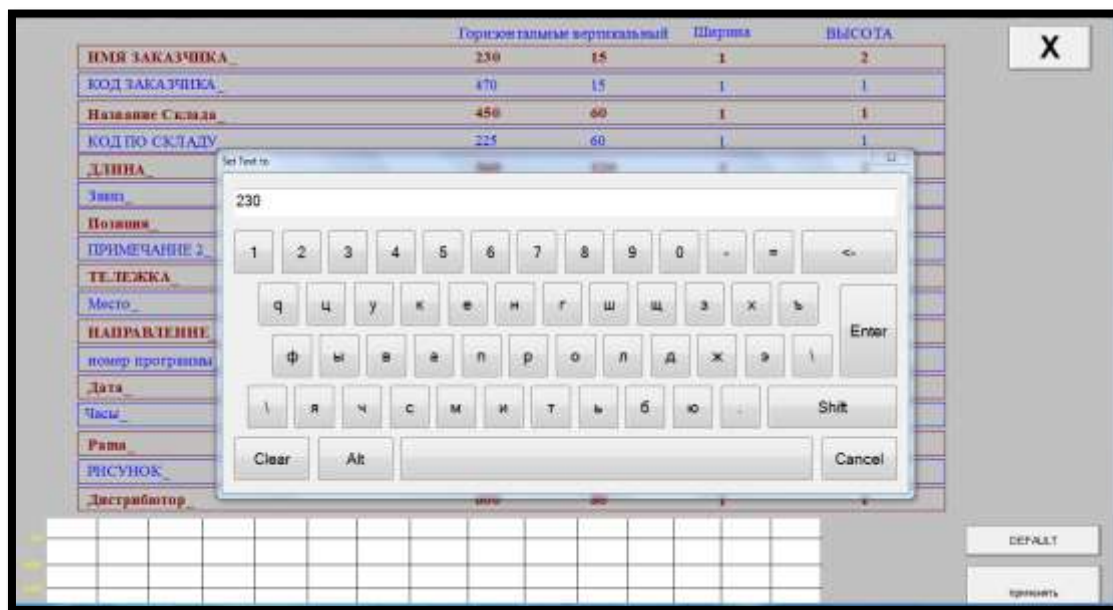 Горизонтальные вертикальный Ширина ВЫСОТА
X
ИМЯ ЗАКАЗЧИКА_ 230 15 1 2
КОД ЗАКАЗЧИКА_ 470 15 1 1
Название Склада_ 450 60 1 1
КОД ПО СКЛАДУ_ 225 60 1 1
ДЛИНА_
Заказ_
Позиция_
ПРИМЕЧАНИЕ 2_
ТЕЛЕЖКА_
Место_
НАПРАВЛЕНИЕ_
номер программы
Дата_
Часы_
Рама_
РИСУНОК_
Дистрибютор_
Set Text to
230
1 2 3 4 5 6 7 8 9 0 - = <-
й ц у к е н г ш щ з х ъ
Enter
ф ы в а п р о л д ж э \
\ я ч с м и т ь б ю . Shift
Clear Alt Cancel
DEFAULT
применять